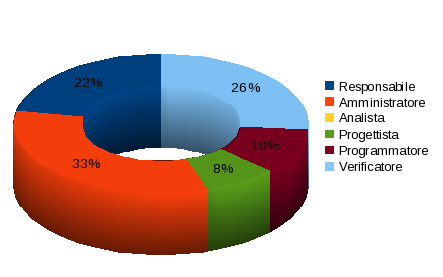 22%
26%
33%
10%
8%
Responsabile
Amministratore
Analista
Progettista
Programmatore
Verificatore